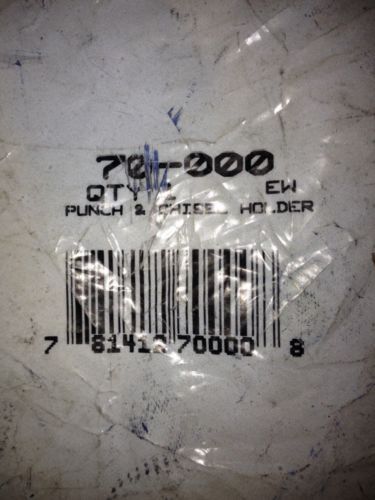 70-000
QTY EW
PUNCH & CHISEL HOLDER
7 81412 70000 8